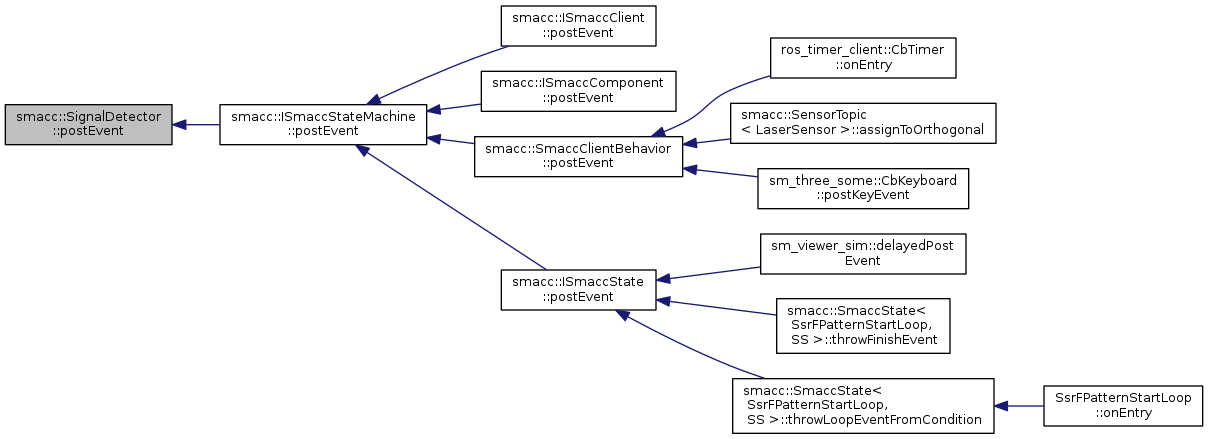 smacc::ISmaccClient
::postEvent
ros_timer_client::CbTimer
::onEntry
smacc::ISmaccComponent
::postEvent
smacc::SignalDetector
::postEvent
smacc::ISmaccStateMachine
::postEvent
smacc::SensorTopic
< LaserSensor >::assignToOrthogonal
smacc::SmaccClientBehavior
::postEvent
sm_three_some::CbKeyboard
::postKeyEvent
sm_viewer_sim::delayedPost
Event
smacc::ISmaccState
::postEvent
smacc::SmaccState<
SsrFPatternStartLoop,
SS >::throwFinishEvent
smacc::SmaccState<
SsrFPatternStartLoop,
SS >::throwLoopEventFromCondition
SsrFPatternStartLoop
::onEntry